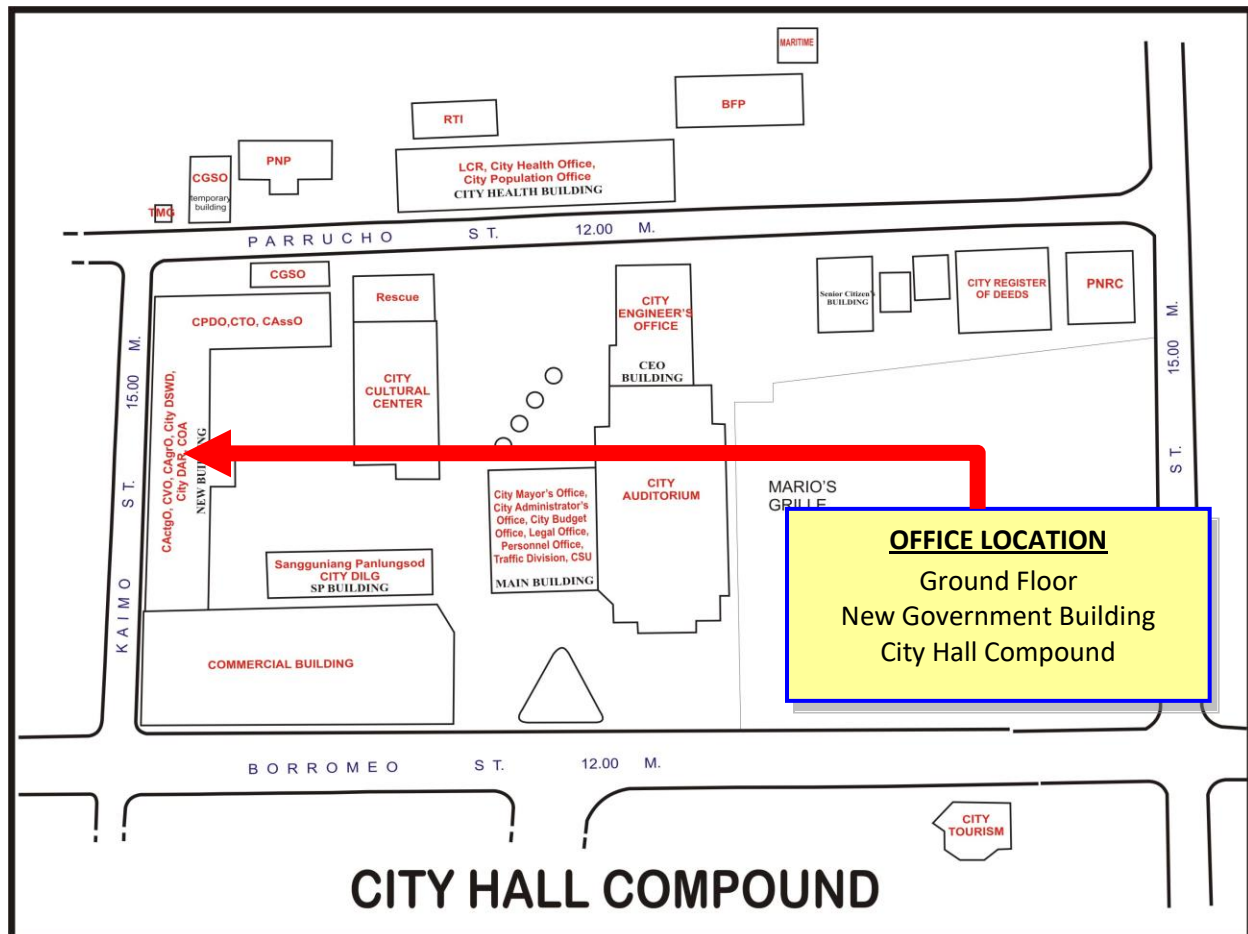 MARITIME
BFP
RTI
PNP
LCR, City Health Office,
City Population Office
CITY HEALTH BUILDING
CGSO
temporary
building
TMG
PARRUCHO ST. 12.00 M.
CGSO
CPDO,CTO, CAssO
Rescue
CITY
CULTURAL
CENTER
CITY
ENGINEER'S
OFFICE
CEO
BUILDING
Senior Citizen's
BUILDING
CITY REGISTER
OF DEEDS
PNRC
KAIMO ST. 15.00 M.
CActgO, CVO, CAgrO, City DSWD,
City DAR, COA
NEW BUILDING
15.00 M.
ST.
City Mayor's Office,
City Administrator's
Office, City Budget
Office, Legal Office,
Personnel Office,
Traffic Division, CSU
MAIN BUILDING
CITY
AUDITORIUM
MARIO'S
GRILLE
OFFICE LOCATION
Ground Floor
New Government Building
City Hall Compound
Sangguniang Panlungsod
CITY DILG
SP BUILDING
COMMERCIAL BUILDING
BORROMEO ST. 12.00 M.
CITY
TOURISM
CITY HALL COMPOUND